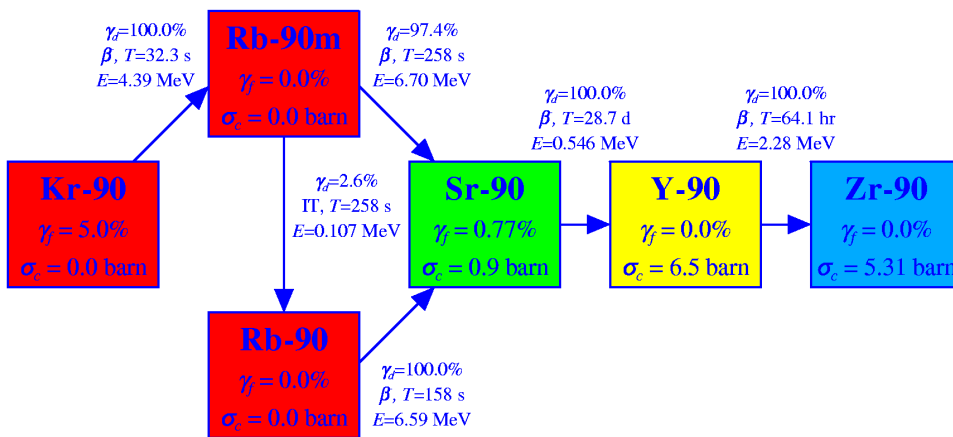 γd=100.0%
β, T=32.3 s
E=4.39 MeV
Rb-90m
γf = 0.0%
σc = 0.0 barn
γd=97.4%
β, T=258 s
E=6.70 MeV
γd=100.0%
β, T=28.7 d
E=0.546 MeV
γd=100.0%
β, T=64.1 hr
E=2.28 MeV
Kr-90
γf = 5.0%
σc = 0.0 barn
γd=2.6%
IT, T=258 s
E=0.107 MeV
Sr-90
γf = 0.77%
σc = 0.9 barn
Y-90
γf = 0.0%
σc = 6.5 barn
Zr-90
γf = 0.0%
σc = 5.31 barn
Rb-90
γf = 0.0%
σc = 0.0 barn
γd=100.0%
β, T=158 s
E=6.59 MeV